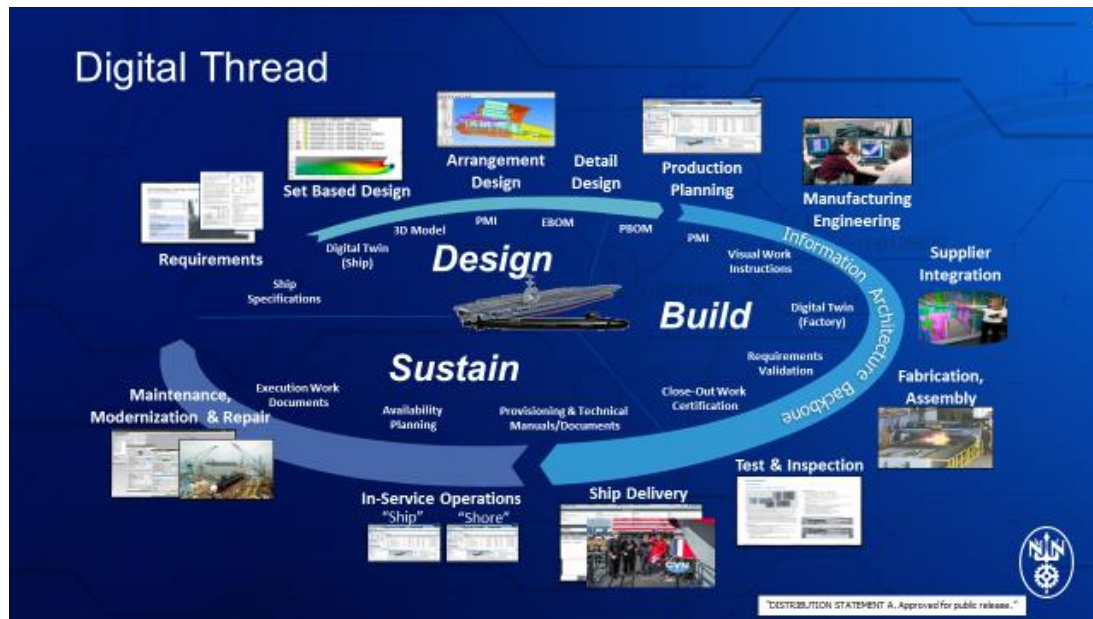 Digital Thread
Set Based Design
Arrangement
Design
Detail
Design
Production
Planning
Manufacturing
Engineering
Requirements
Supplier
Integration
Ship
Specifications
Digital Twin
(Ship)
3D Model
PMI
EBOM
PBOM
PMI
Visual Work
Instructions
Digital Twin
(Factory)
Requirements
Validation
Close-Out Work
Certification
Design
Build
Sustain
Information Architecture Backbone
Provisioning & Technical
Manuals/Documents
Availability
Planning
Execution Work
Documents
Fabrication,
Assembly
Test & Inspection
Ship Delivery
CVN
In-Service Operations
“Ship”
“Shore”
Maintenance,
Modernization & Repair
NN
"DISTRIBUTION STATEMENT A. Approved for public release."